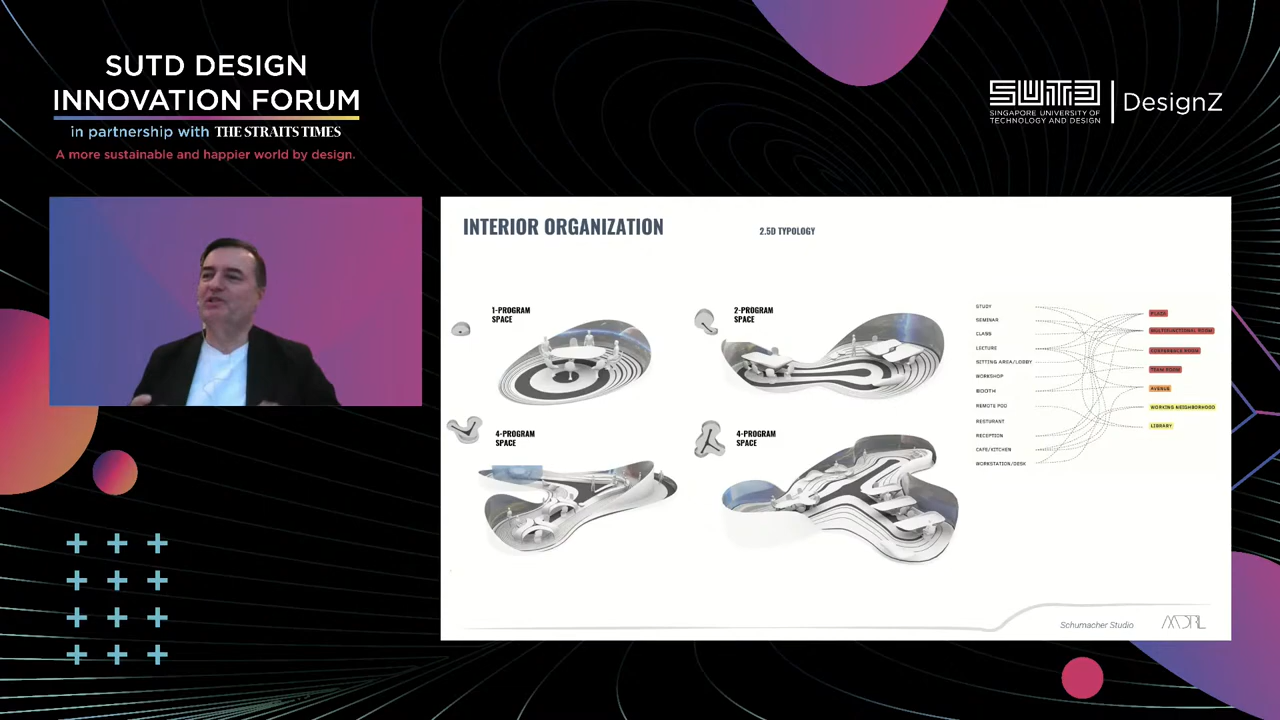 SUTD DESIGN
INNOVATION FORUM
in partnership with THE STRAITS TIMES
A more sustainable and happier world by design.
SUTD
SINGAPORE UNIVERSITY OF
TECHNOLOGY AND DESIGN
DesignZ
INTERIOR ORGANIZATION
2.5D TYPOLOGY
1-PROGRAM
SPACE
2-PROGRAM
SPACE
4-PROGRAM
SPACE
4-PROGRAM
SPACE
STUDY
SEMINAR
CLASS
LECTURE
SITTING AREA/LOBBY
WORKSHOP
BOOTH
REMOTE POD
RESTURANT
RECEPTION
CAFE/KITCHEN
WORKSTATION/DESK
PLAZA
MULTIFUNCTIONAL ROOM
CONFERENCE ROOM
TEAM ROOM
AVENUE
WORKING NEIGHBORHOOD
LIBRARY
Schumacher Studio